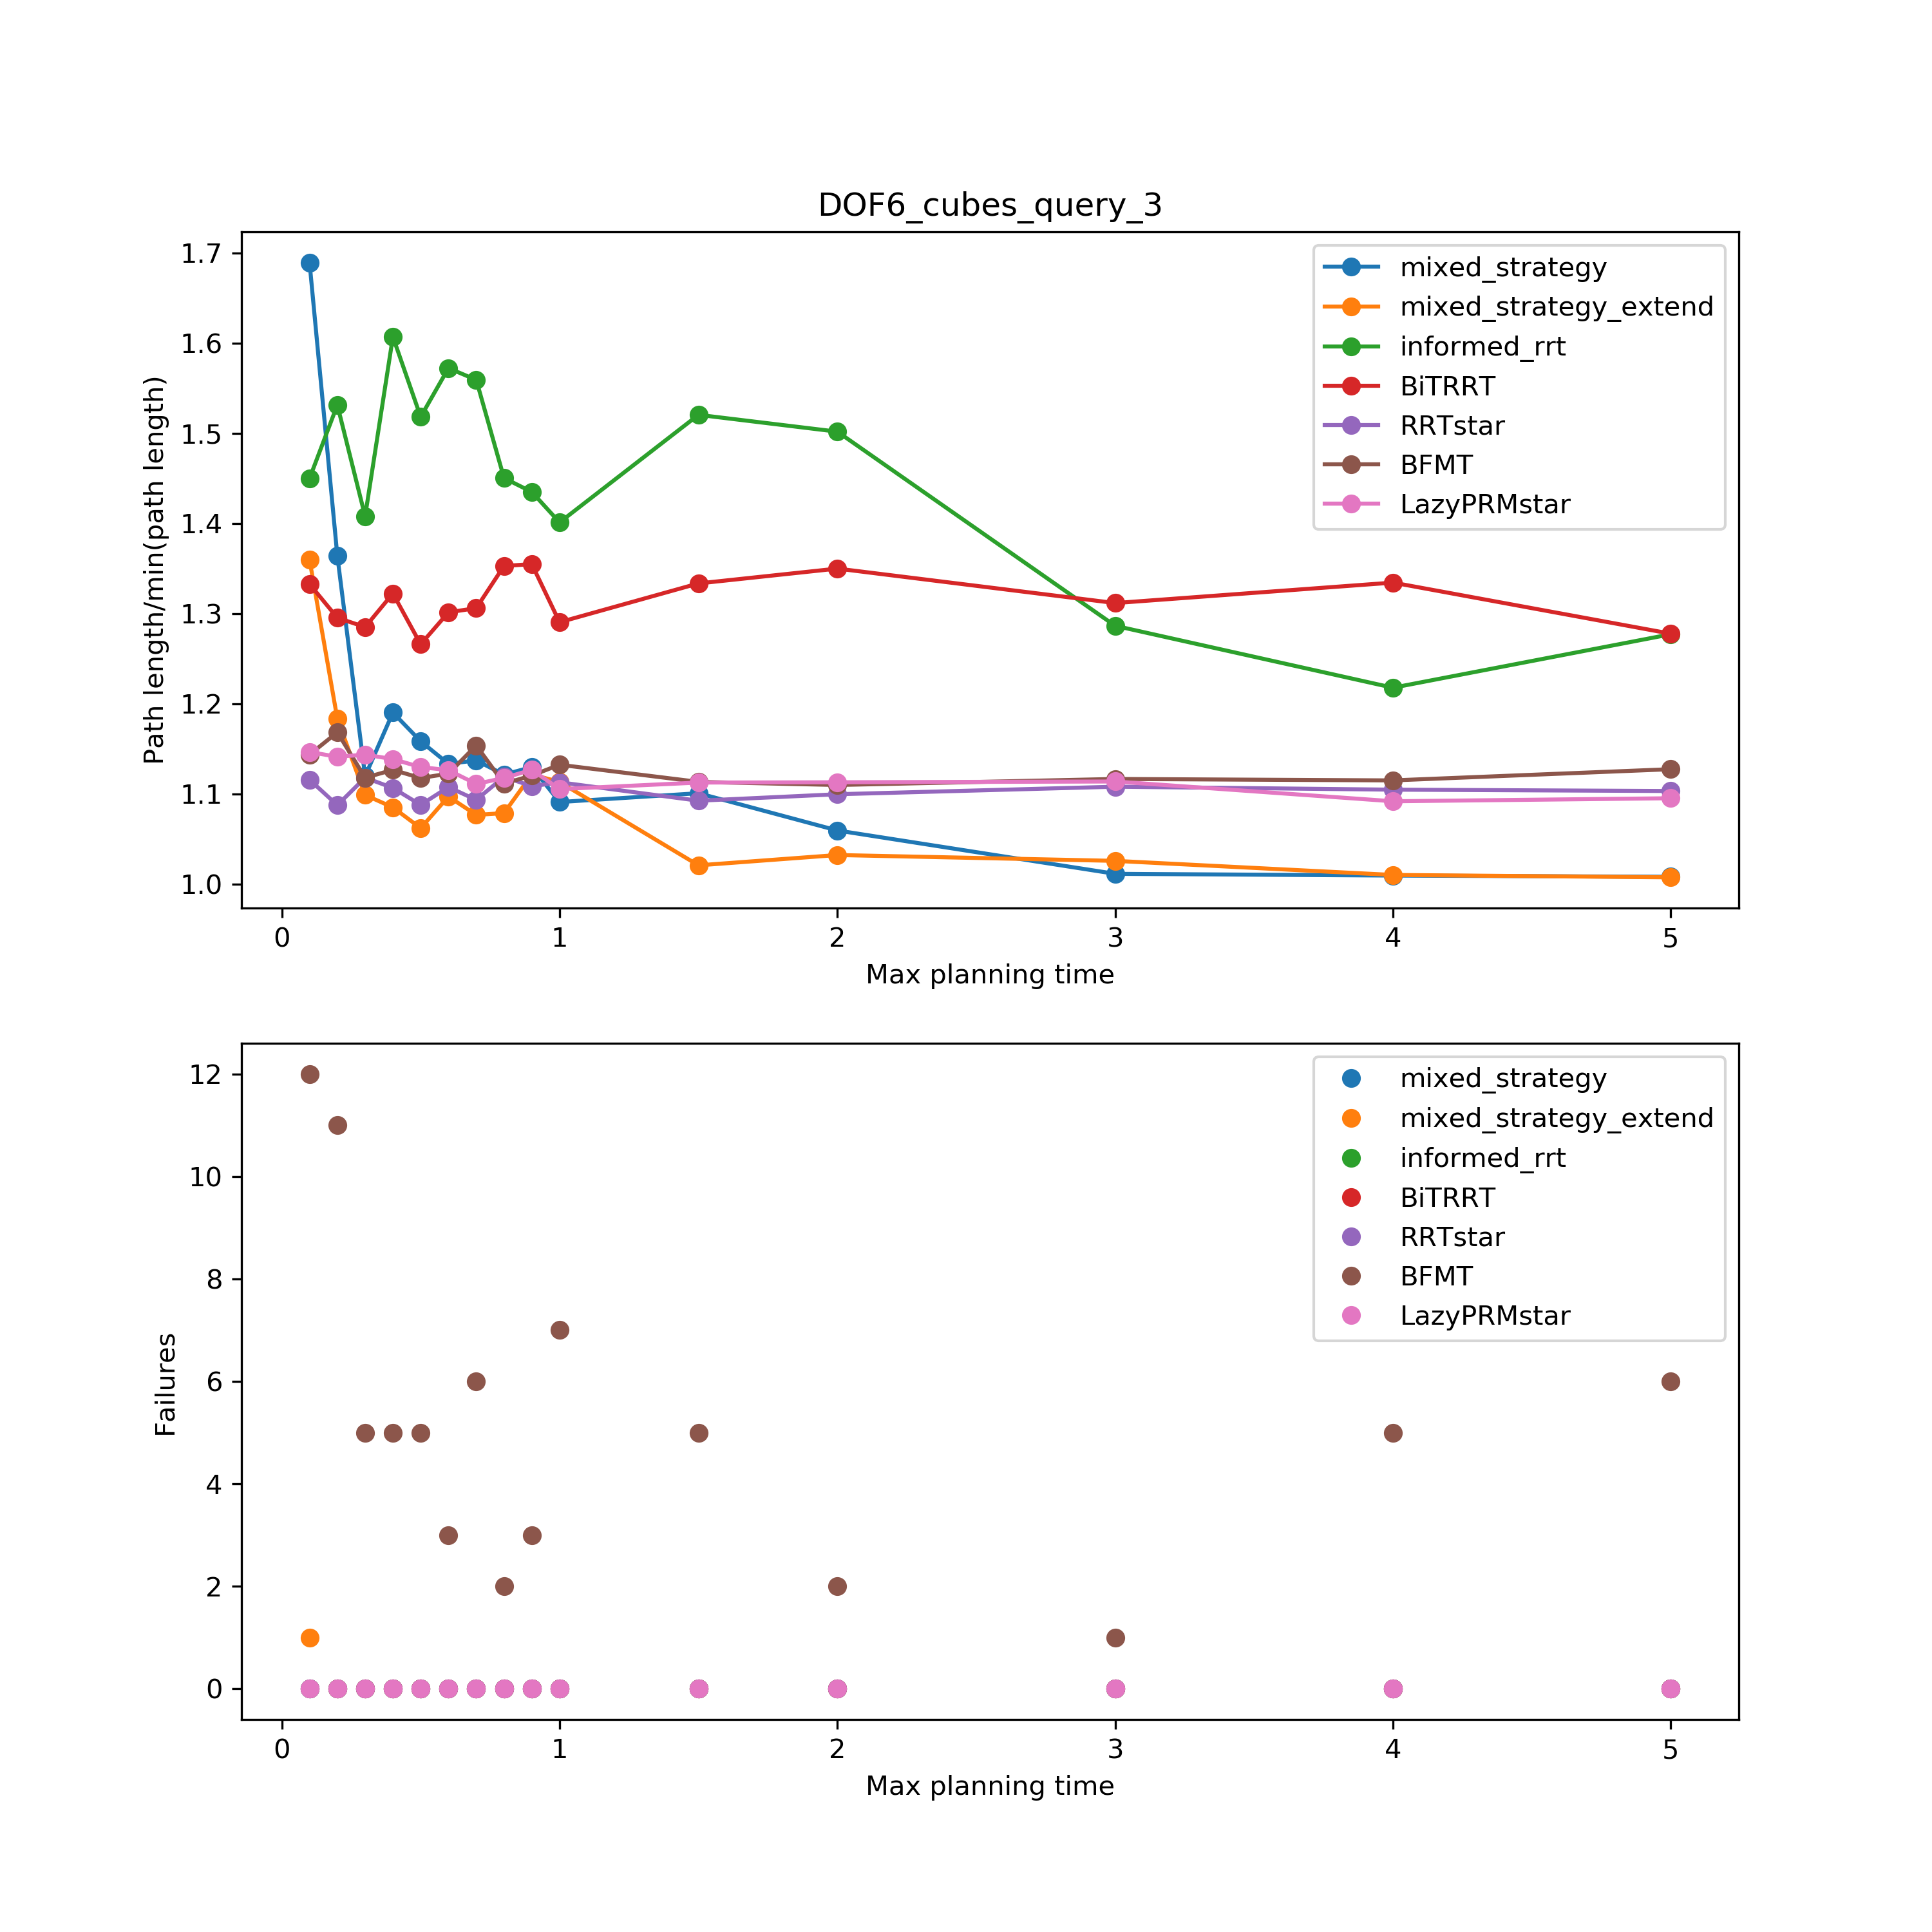 DOF6_cubes_query_3
Path length/min(path length)
1.7
1.6
1.5
1.4
1.3
1.2
1.1
1.0
mixed_strategy
mixed_strategy_extend
informed_rrt
BiTRRT
RRTstar
BFMT
LazyPRMstar
0 1 2 3 4 5
Max planning time
Failures
12
10
8
6
4
2
0
mixed_strategy
mixed_strategy_extend
informed_rrt
BiTRRT
RRTstar
BFMT
LazyPRMstar
0 1 2 3 4 5
Max planning time